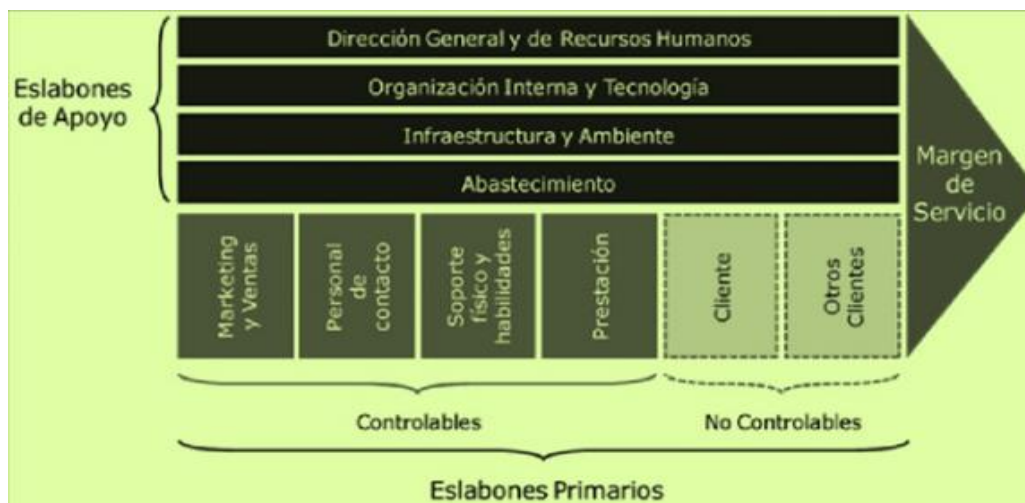 Dirección General y de Recursos Humanos
Organización Interna y Tecnología
Infraestructura y Ambiente
Abastecimiento
Eslabones
de Apoyo
Margen
de
Servicio
Marketing
y Ventas
Personal
de
contacto
Soporte
físico y
habilidades
Prestación
Cliente
Otros
Clientes
Controlables
No Controlables
Eslabones Primarios